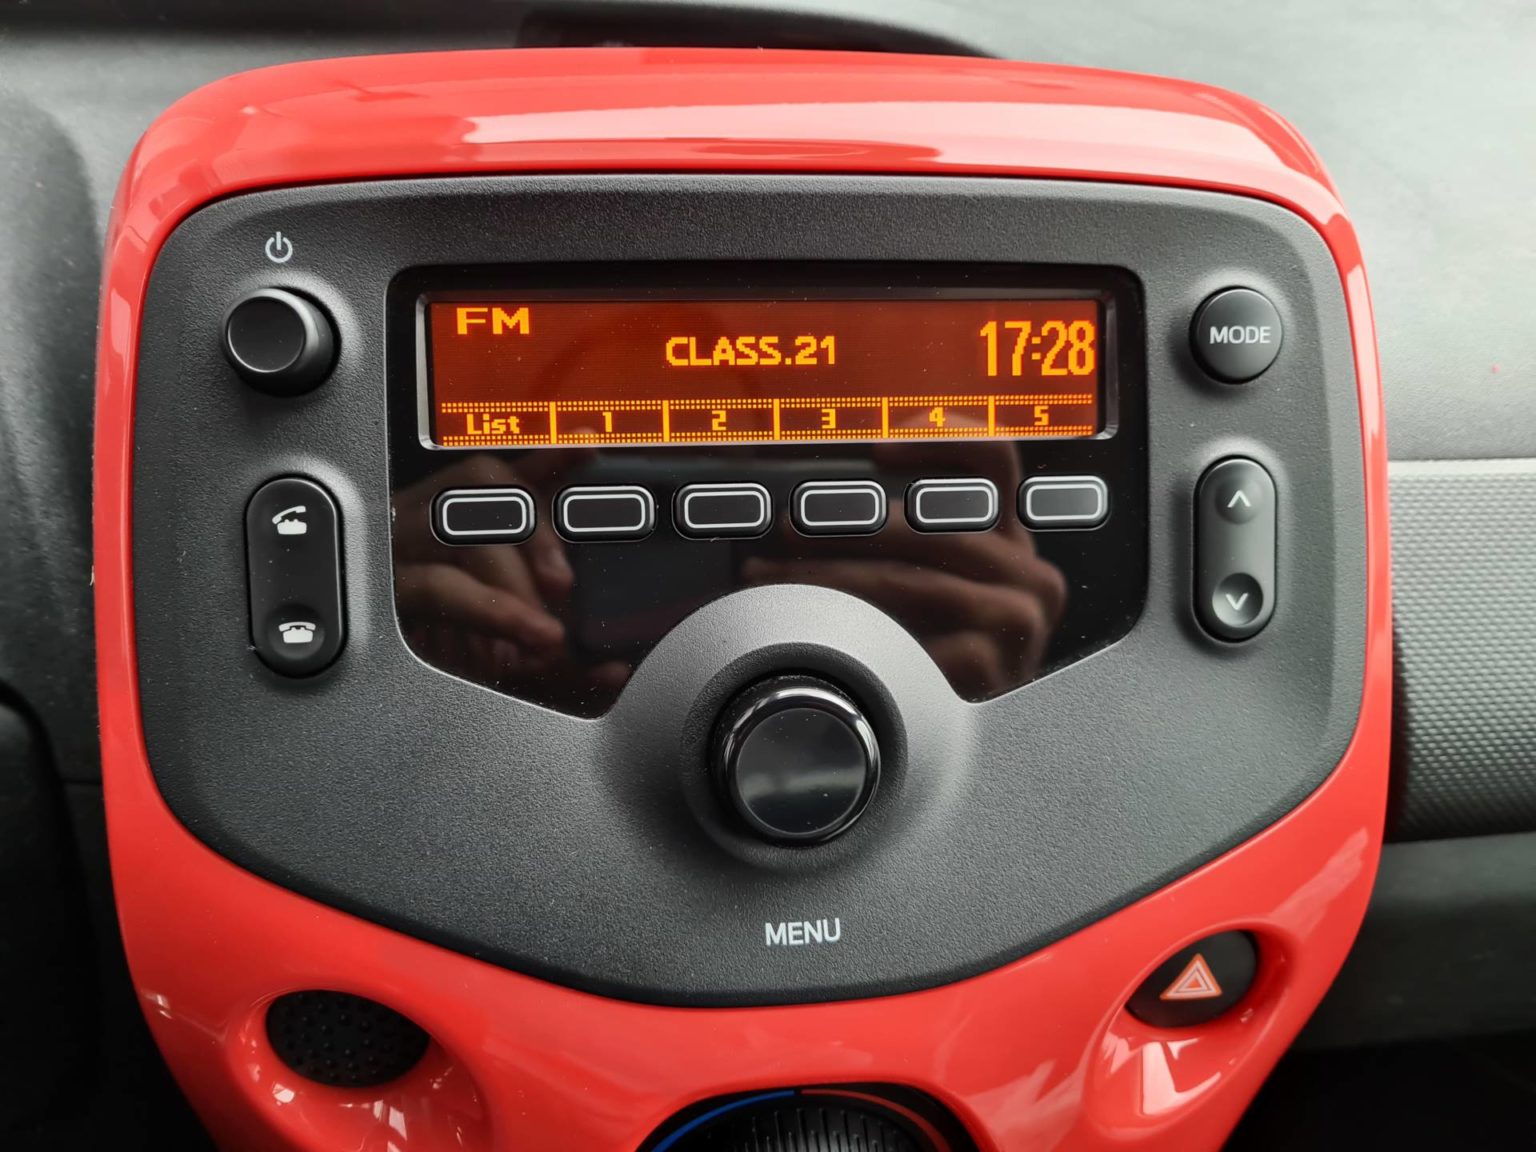 FM
CLASS.21
17:28
List 1 2 3 4 5
MODE
MENU